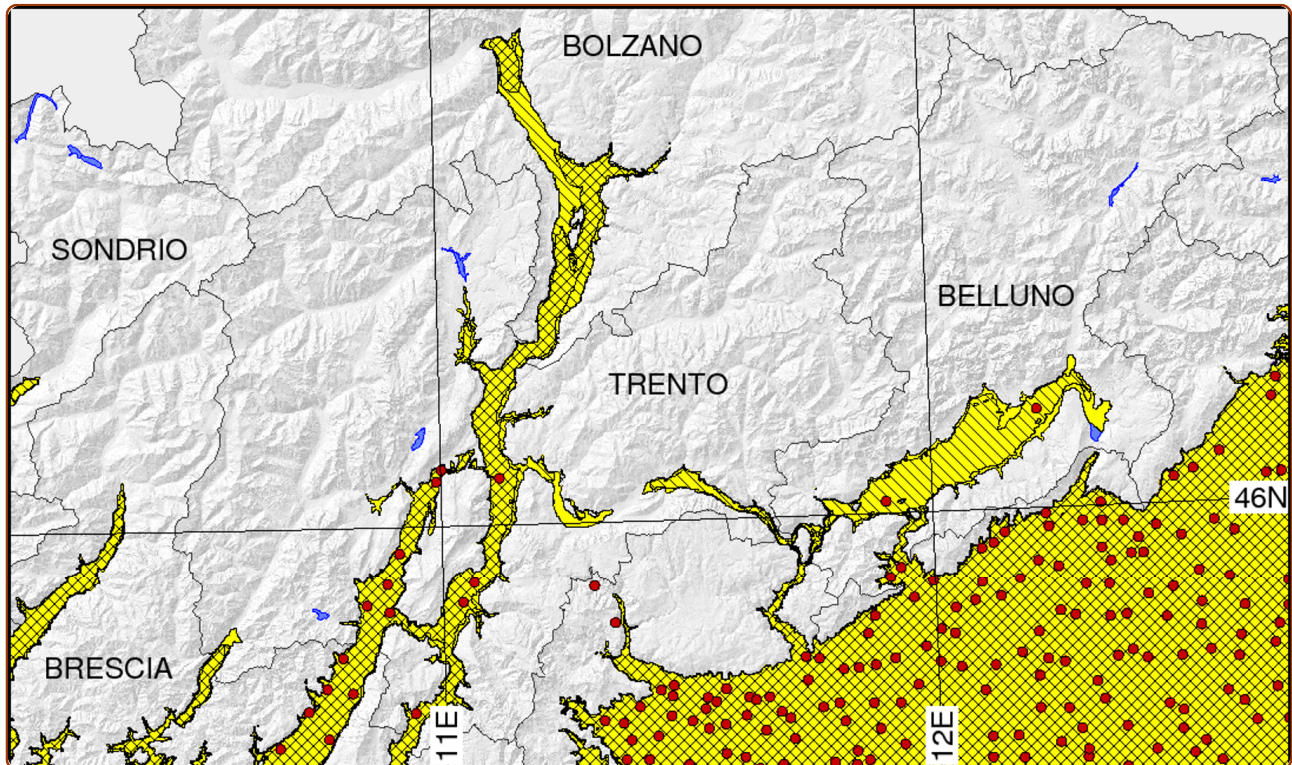 BOLZANO
SONDRIO
BELLUNO
TRENTO
46N
BRESCIA
11E
12E